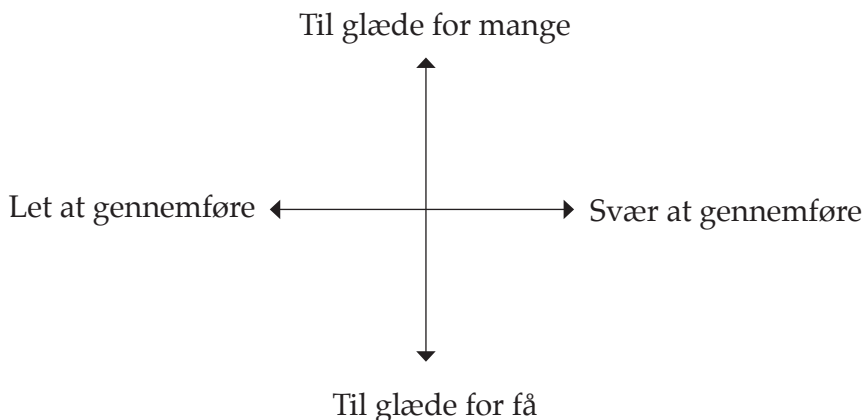 Til glæde for mange
Let at gennemføre
Svær at gennemføre
Til glæde for få